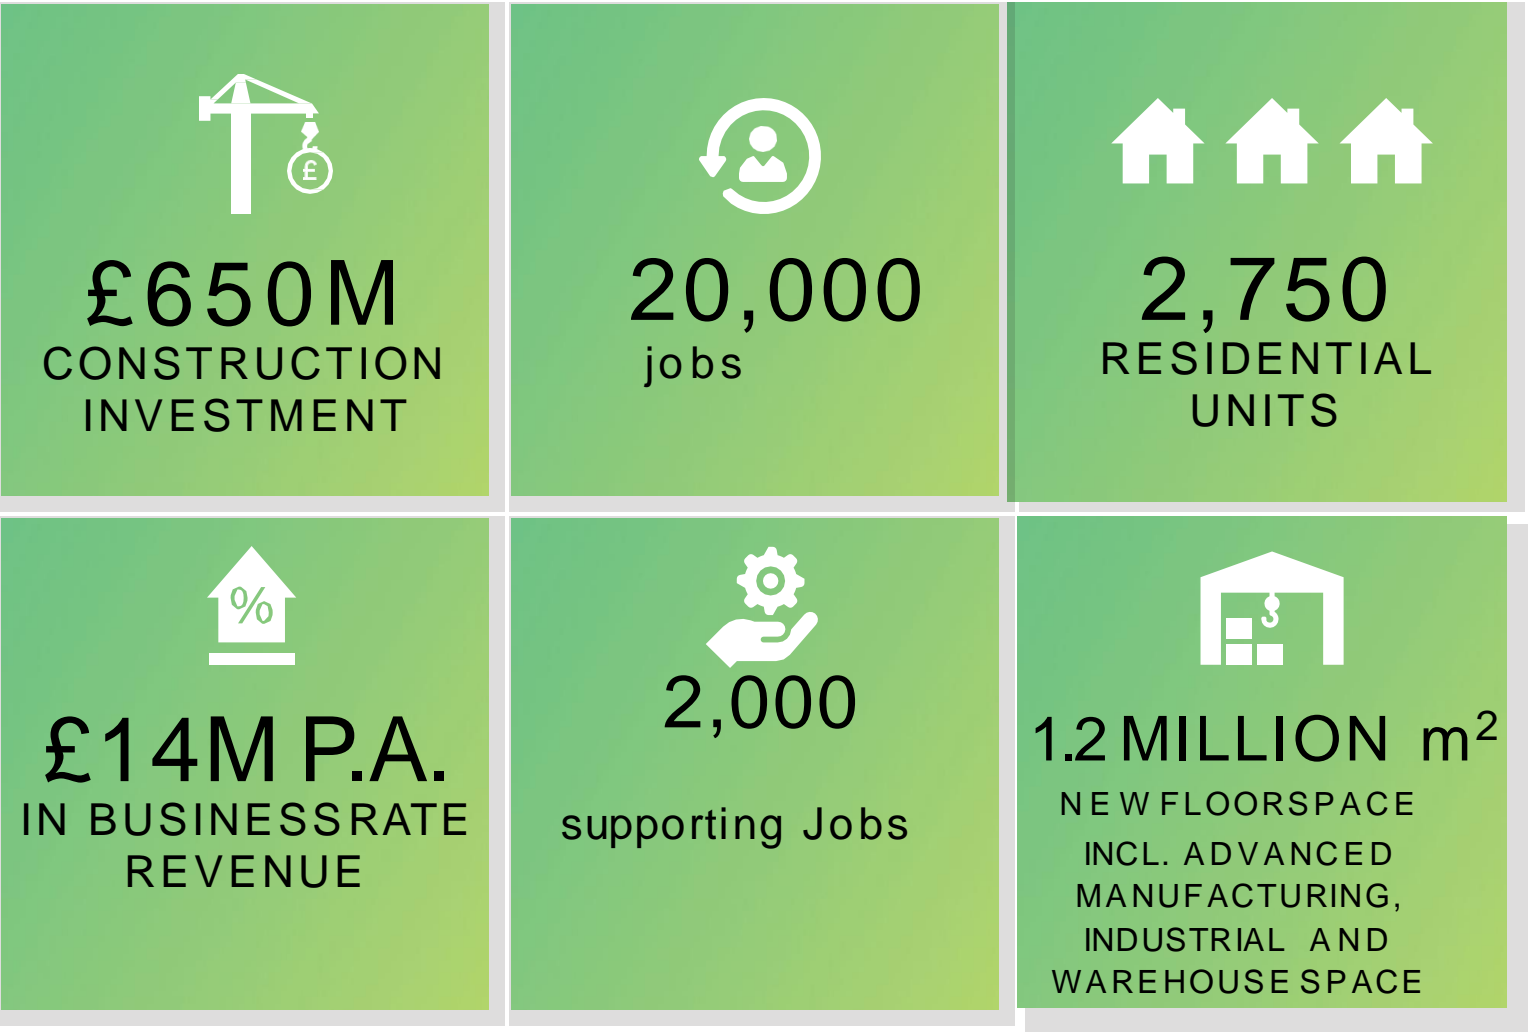 £
£650M
CONSTRUCTION
INVESTMENT
20,000
jobs
2,750
RESIDENTIAL
UNITS
%
£14M P.A.
IN BUSINESSRATE
REVENUE
2,000
supporting Jobs
1.2 MILLION m²
NEW FLOORSPACE
INCL. ADVANCED
MANUFACTURING,
INDUSTRIAL AND
WAREHOUSE SPACE